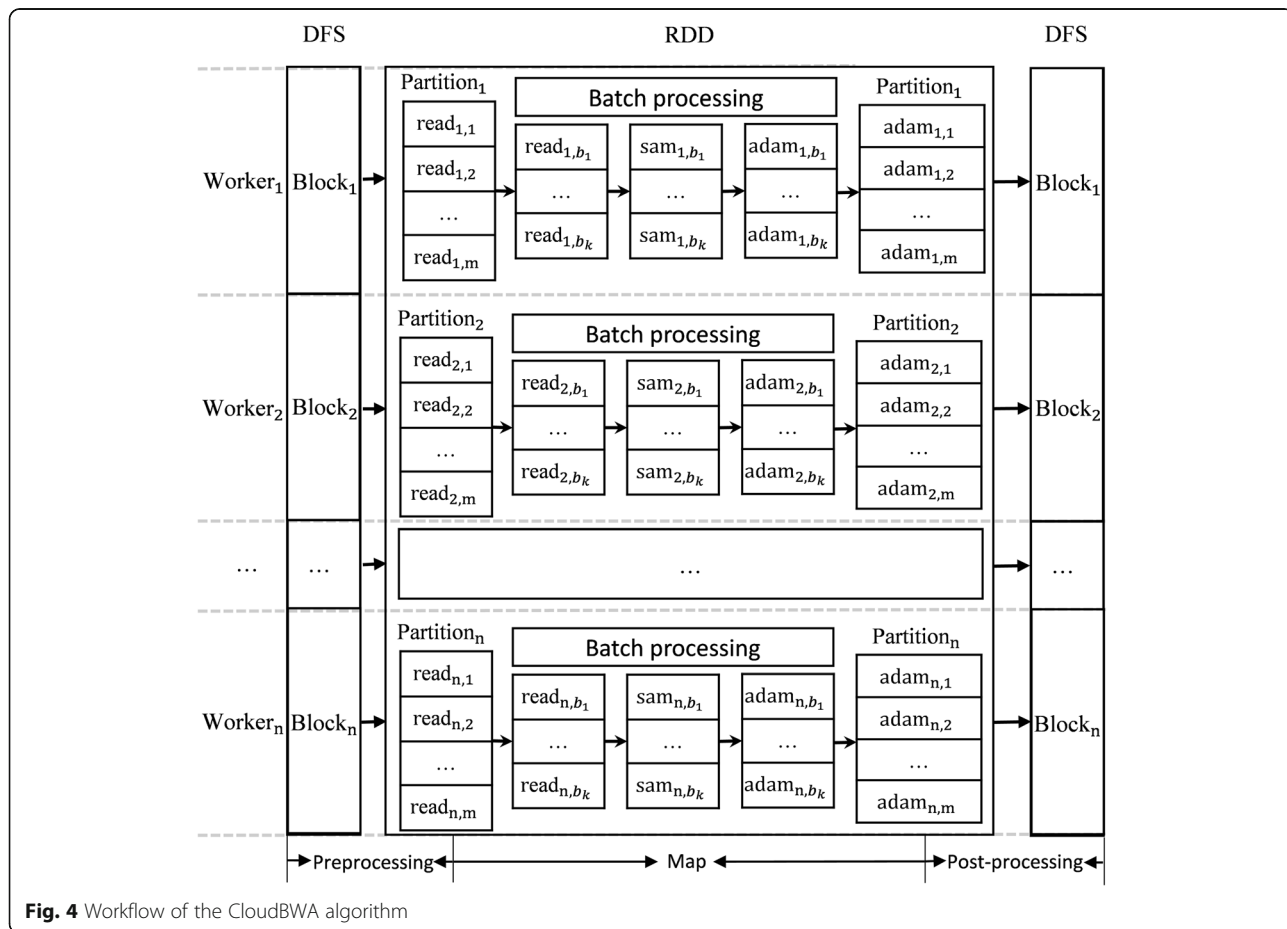 DFS RDD DFS
Partition₁ Partition₁
Batch processing
read₁,₁ adam₁,₁
read₁,b₁ sam₁,b₁ adam₁,b₁
read₁,₂ adam₁,₂
Worker₁ Block₁ Block₁
... ... ... ... ...
read₁,m read₁,bₖ sam₁,bₖ adam₁,bₖ adam₁,m
Partition₂ Partition₂
Batch processing
read₂,₁ adam₂,₁
read₂,b₁ sam₂,b₁ adam₂,b₁
Worker₂ Block₂ read₂,₂ adam₂,₂ Block₂
... ... ... ... ...
read₂,m read₂,bₖ sam₂,bₖ adam₂,bₖ adam₂,m
... ... ... ...
Partitionₙ Partitionₙ
Batch processing
readₙ,₁ adamₙ,₁
readₙ,b₁ samₙ,b₁ adamₙ,b₁
Workerₙ Blockₙ readₙ,₂ adamₙ,₂ Blockₙ
... ... ... ... ...
readₙ,m readₙ,bₖ samₙ,bₖ adamₙ,bₖ adamₙ,m
Preprocessing Map Post-processing
Fig. 4 Workflow of the CloudBWA algorithm